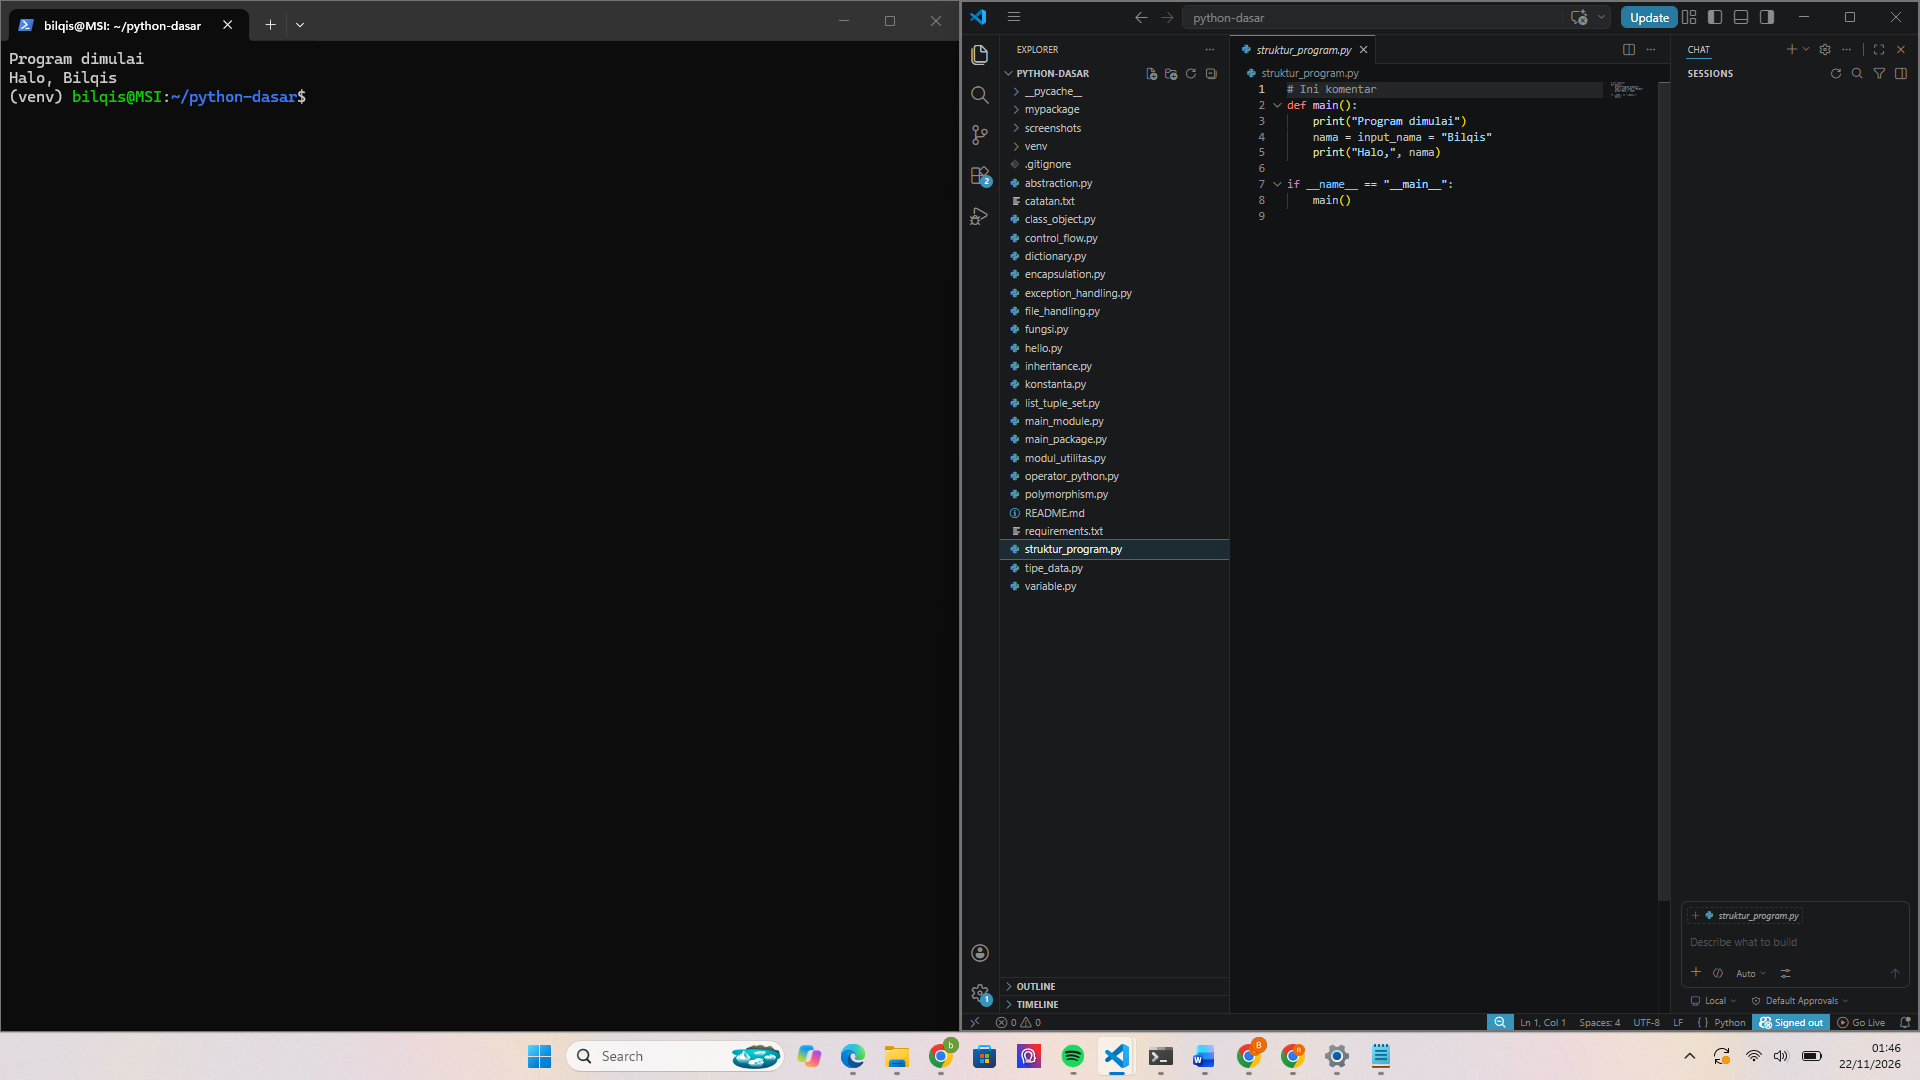 bilqis@MSI: ~/python-dasar
Program dimulai
Halo, Bilqis
(venv) bilqis@MSI:~/python-dasar$
python-dasar
Update
EXPLORER
PYTHON-DASAR
__pycache__
mypackage
screenshots
venv
.gitignore
abstraction.py
catatan.txt
class_object.py
control_flow.py
dictionary.py
encapsulation.py
exception_handling.py
file_handling.py
fungsi.py
hello.py
inheritance.py
konstanta.py
list_tuple_set.py
main_module.py
main_package.py
modul_utilitas.py
operator_python.py
polymorphism.py
README.md
requirements.txt
struktur_program.py
tipe_data.py
variable.py
OUTLINE
TIMELINE
2
1
struktur_program.py
struktur_program.py
1 # Ini komentar
2 def main():
3 print("Program dimulai")
4 nama = input_nama = "Bilqis"
5 print("Halo,", nama)
6
7 if __name__ == "__main__":
8 main()
9
CHAT
SESSIONS
struktur_program.py
Describe what to build
Auto
Local Default Approvals
0 0 Ln 1, Col 1 Spaces: 4 UTF-8 LF { } Python Signed out Go Live
Search
01:46
22/11/2026